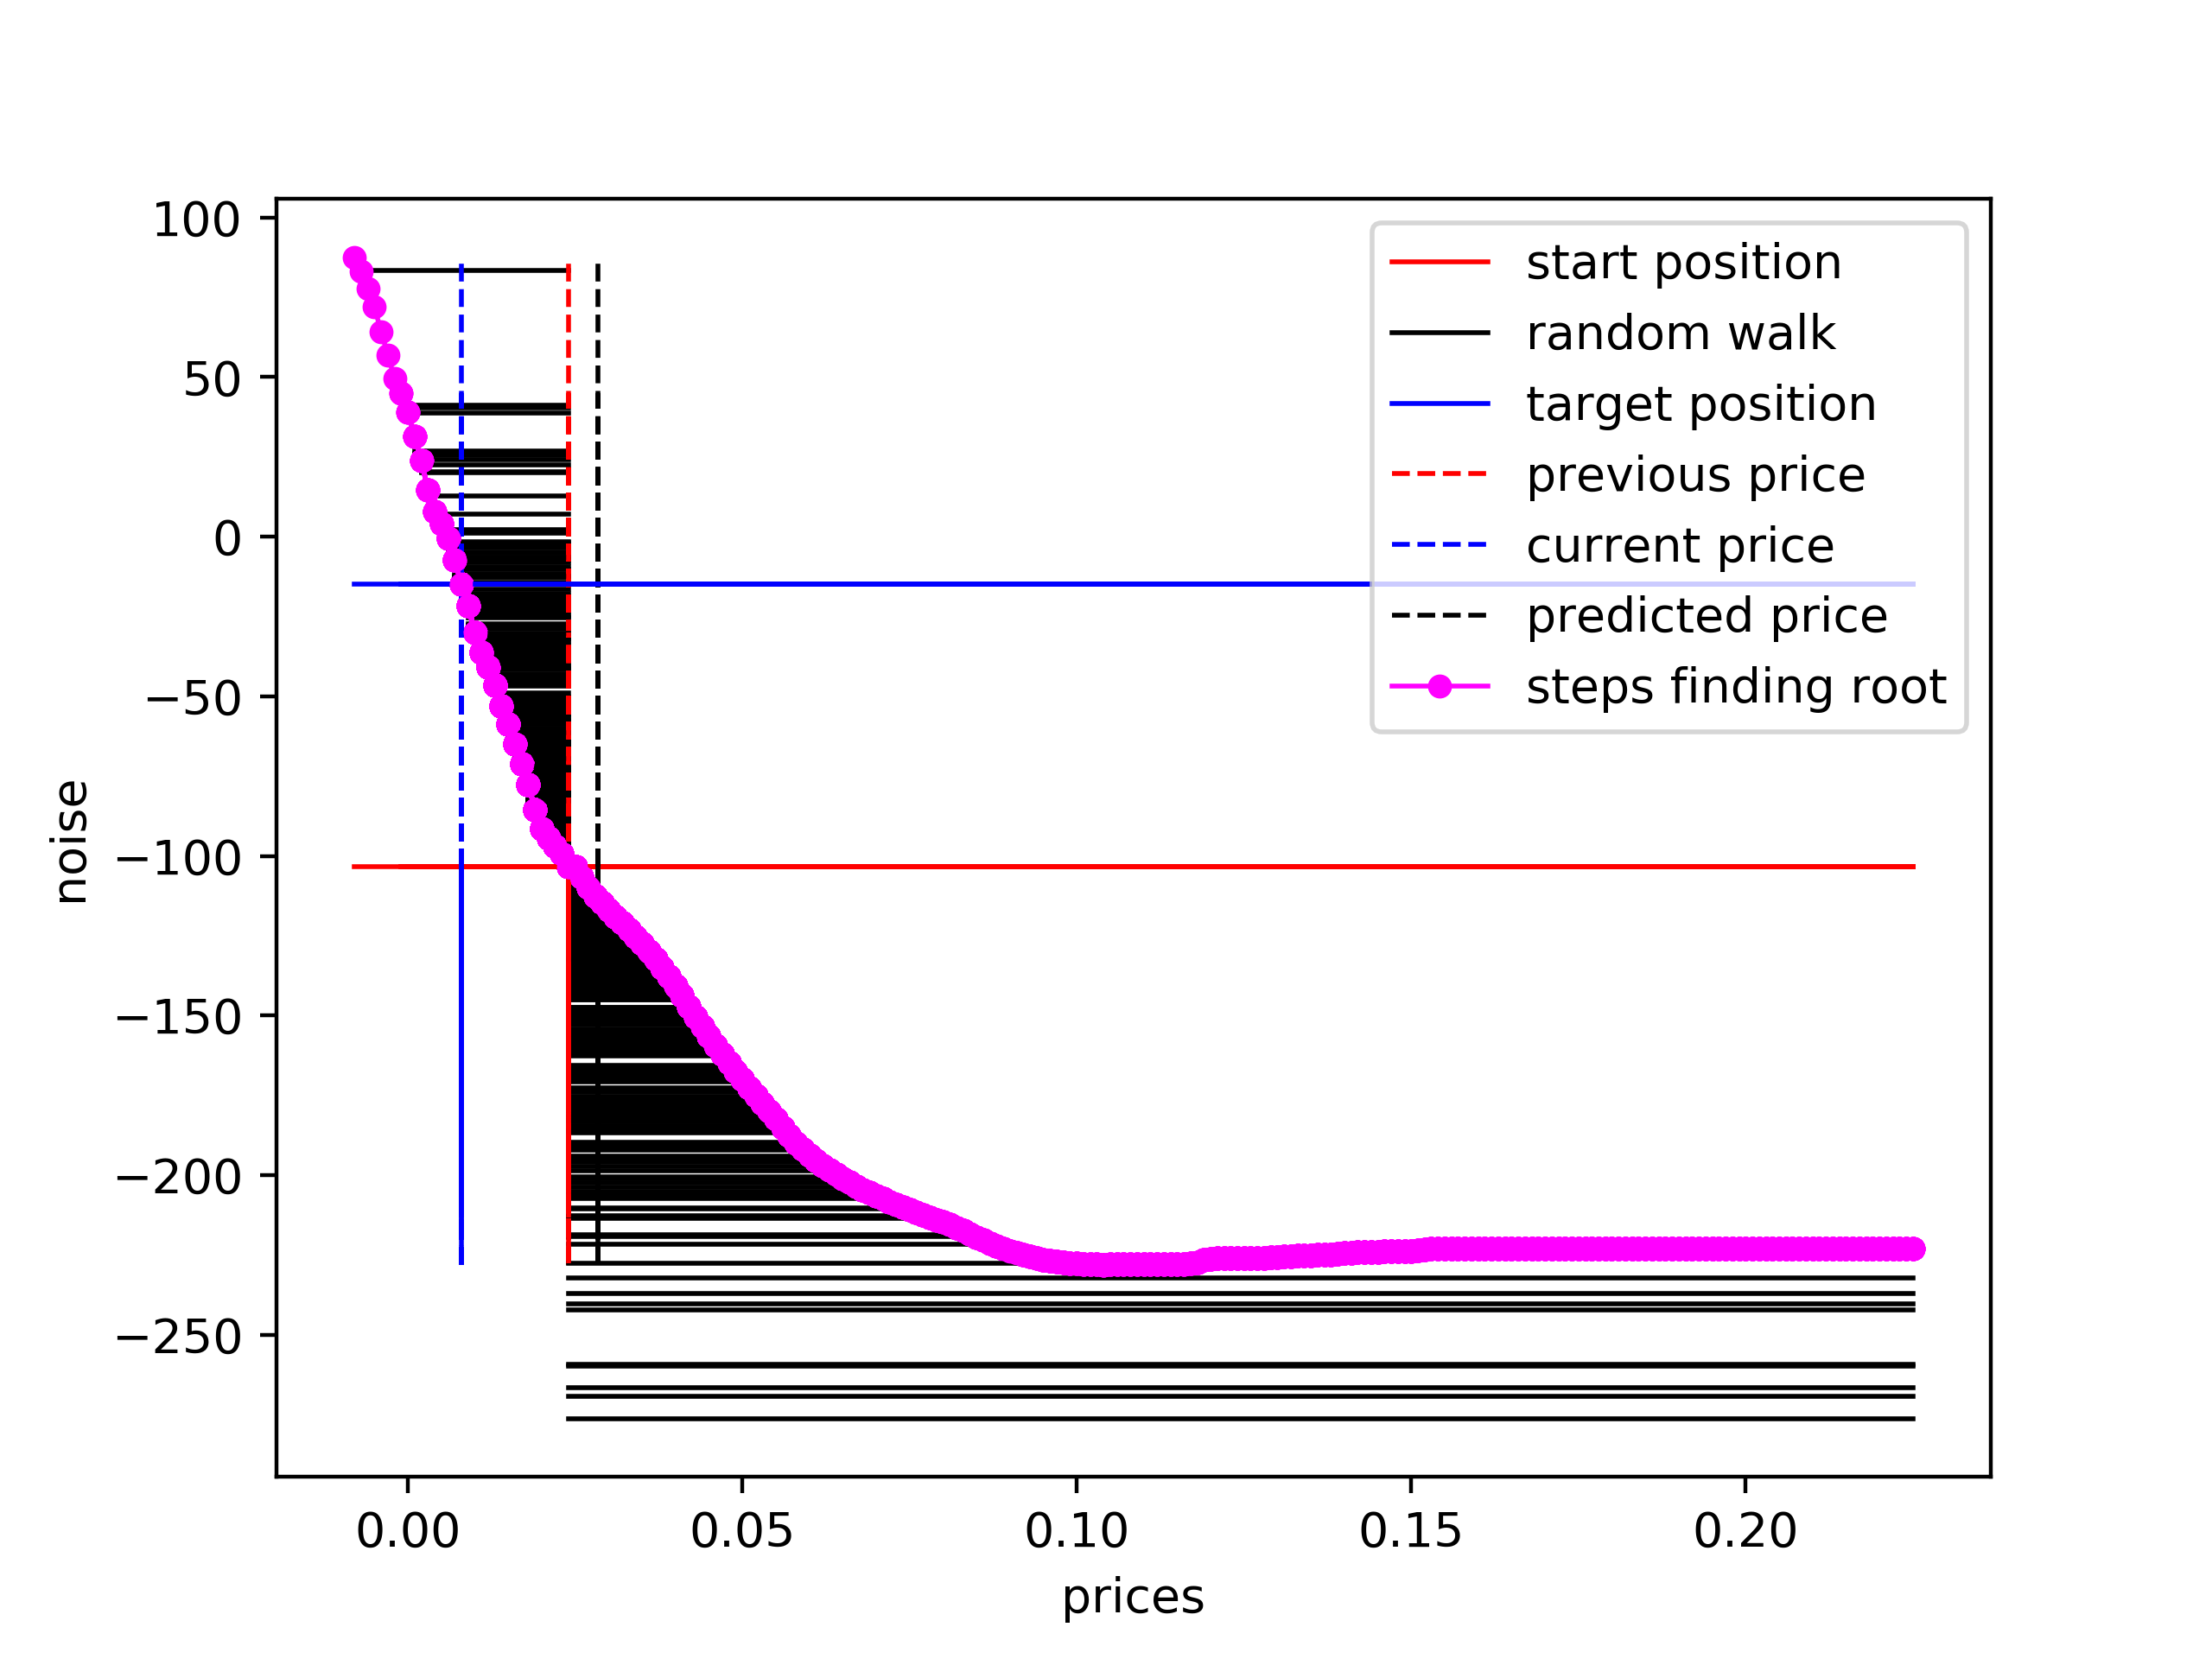 100
50
0
−50
−100
−150
−200
−250
noise
0.00 0.05 0.10 0.15 0.20
prices
start position
random walk
target position
previous price
current price
predicted price
steps finding root